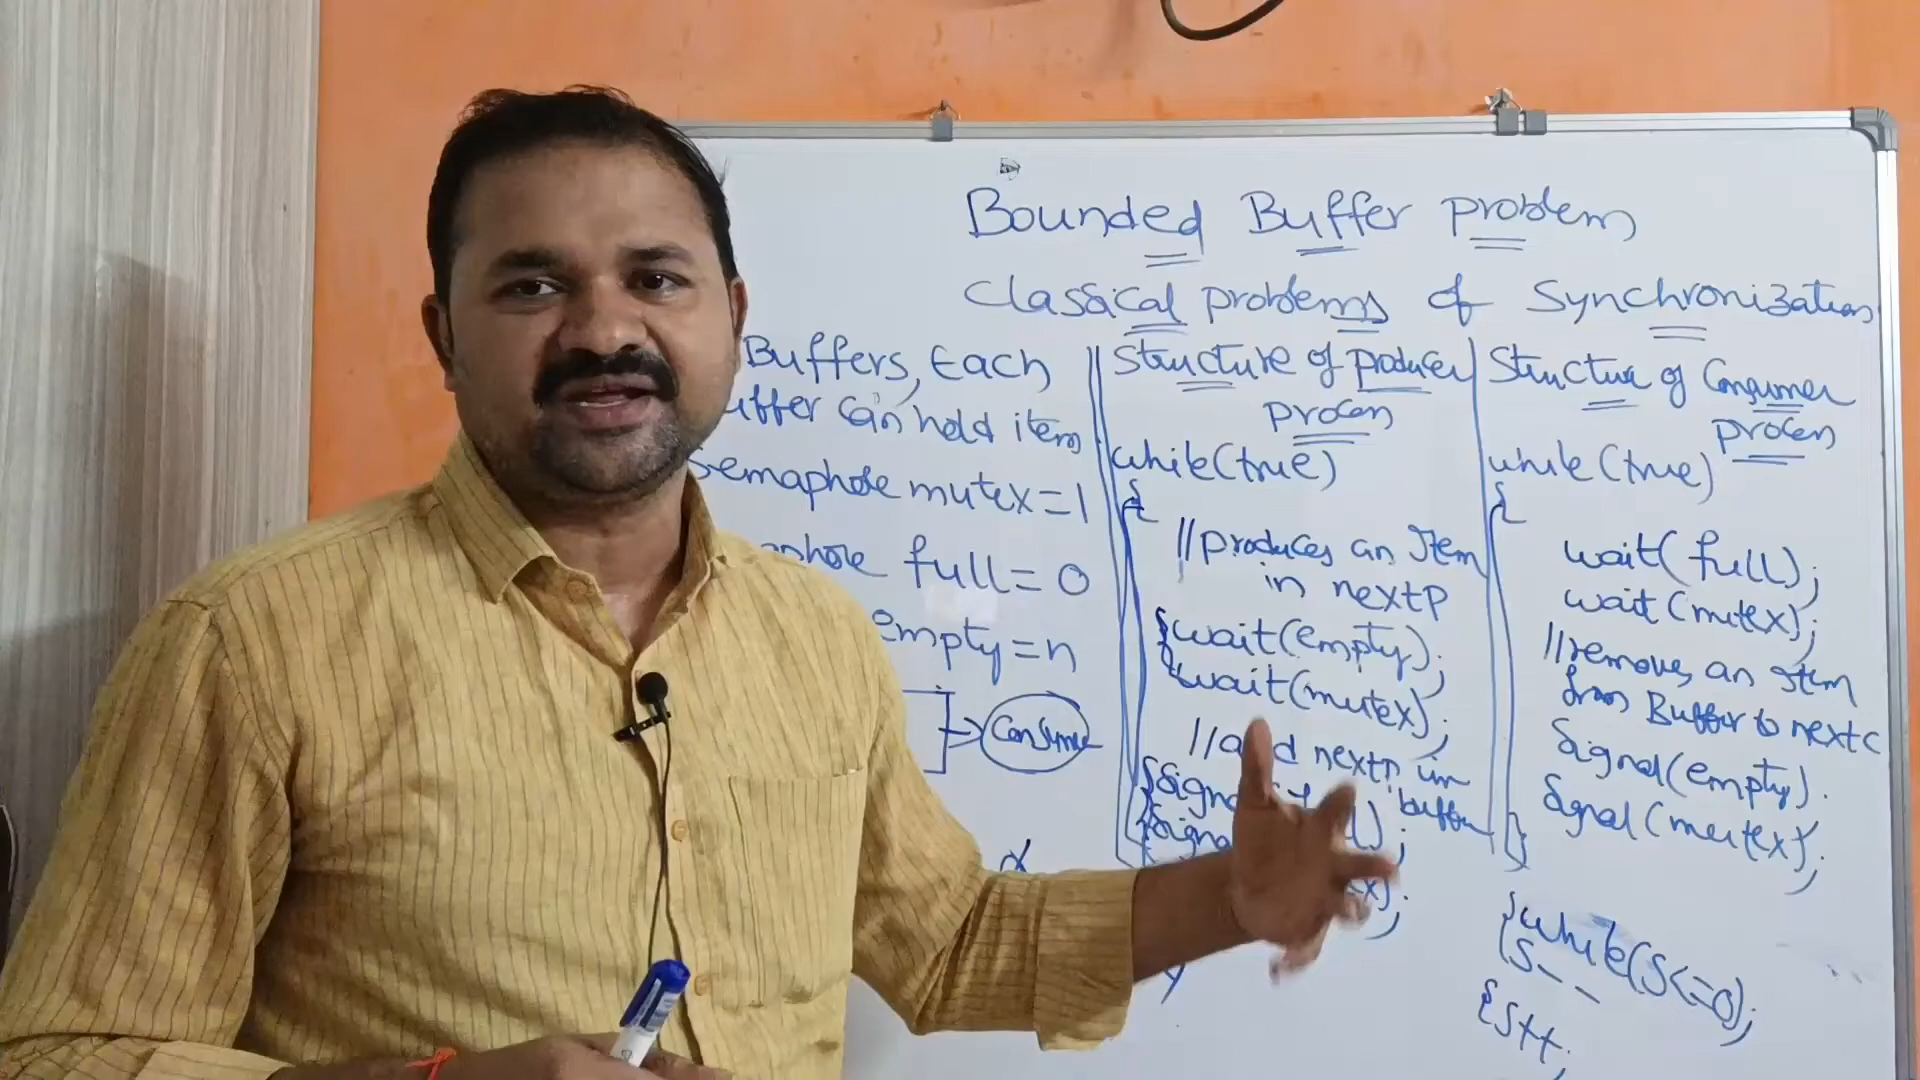 Bounded Buffer problem
Classical problems of Synchronization
Buffers, Each
uffer can hold item
Semaphore mutex=1
aphore full=0
empty=n
Consume
Structure of producer
process
while(true)
{
//produces an Item
in nextp
{wait(empty);
wait(mutex);
//add nextp in
buffer
Structure of Consumer
process
while(true)
{
wait(full);
wait(mutex);
//removes an Item
from Buffer to nextc
Signal(empty).
Signal(mutex);
}
{while(S<=0);
S--
{S++;